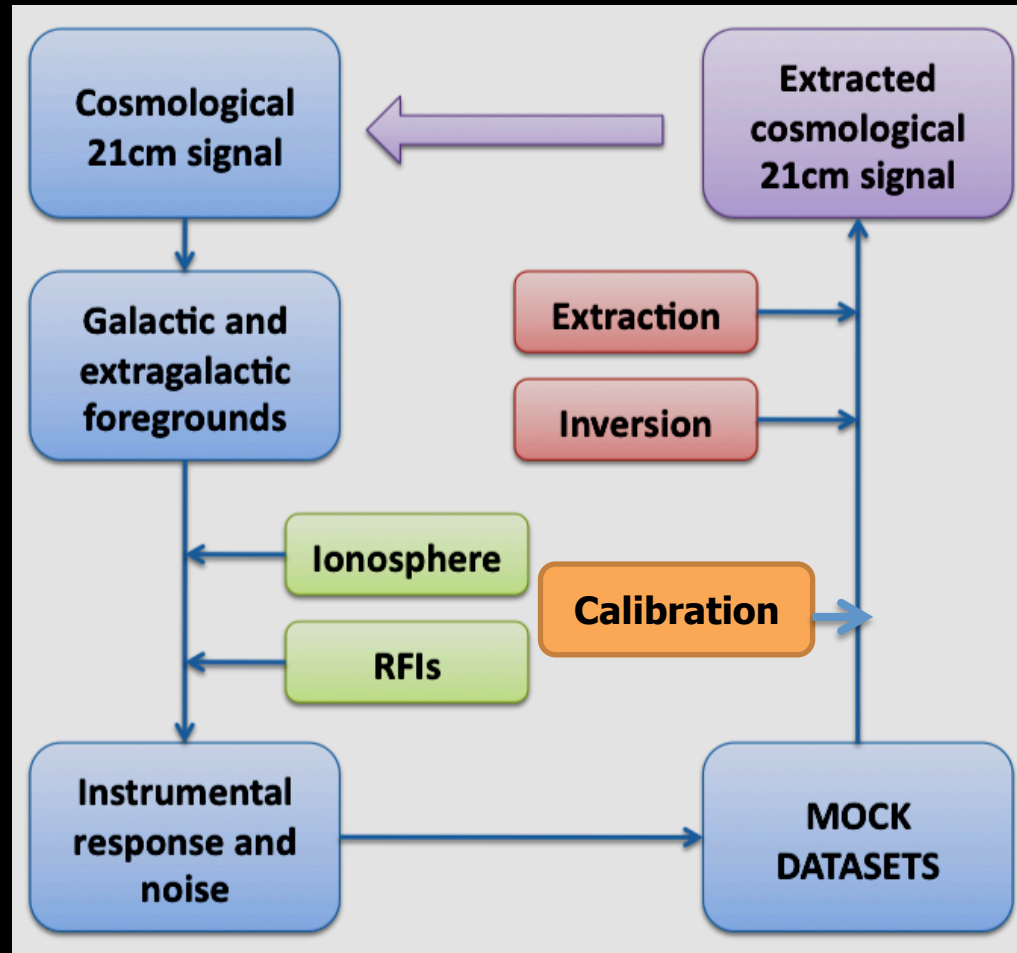 Cosmological
21cm signal
Extracted
cosmological
21cm signal
Galactic and
extragalactic
foregrounds
Extraction
Inversion
Ionosphere
Calibration
RFIs
Instrumental
response and
noise
MOCK
DATASETS